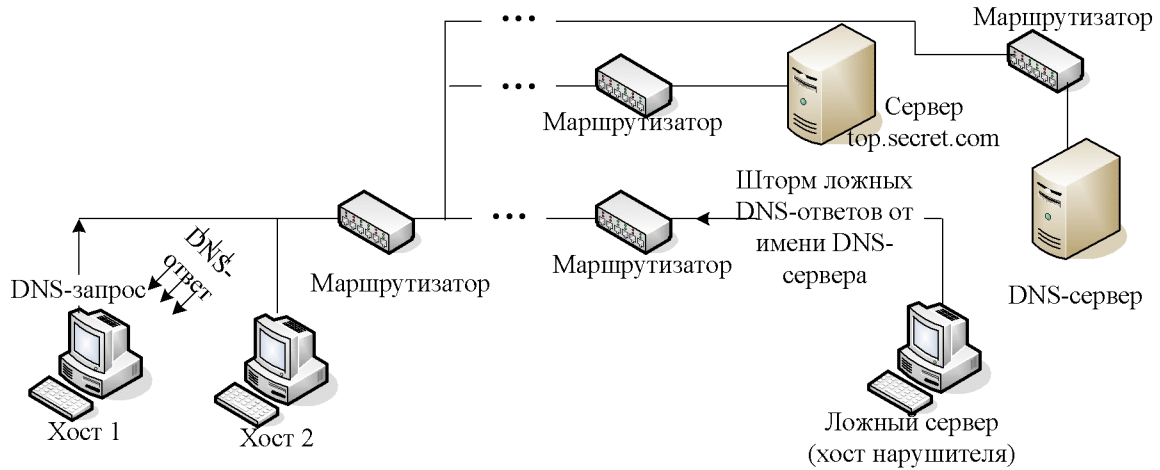 Маршрутизатор
Маршрутизатор
Сервер
top.secret.com
Шторм ложных
DNS-ответов от
имени DNS-
сервера
DNS-
ответ
DNS-запрос
Маршрутизатор
Маршрутизатор
DNS-сервер
Хост 1
Хост 2
Ложный сервер
(хост нарушителя)